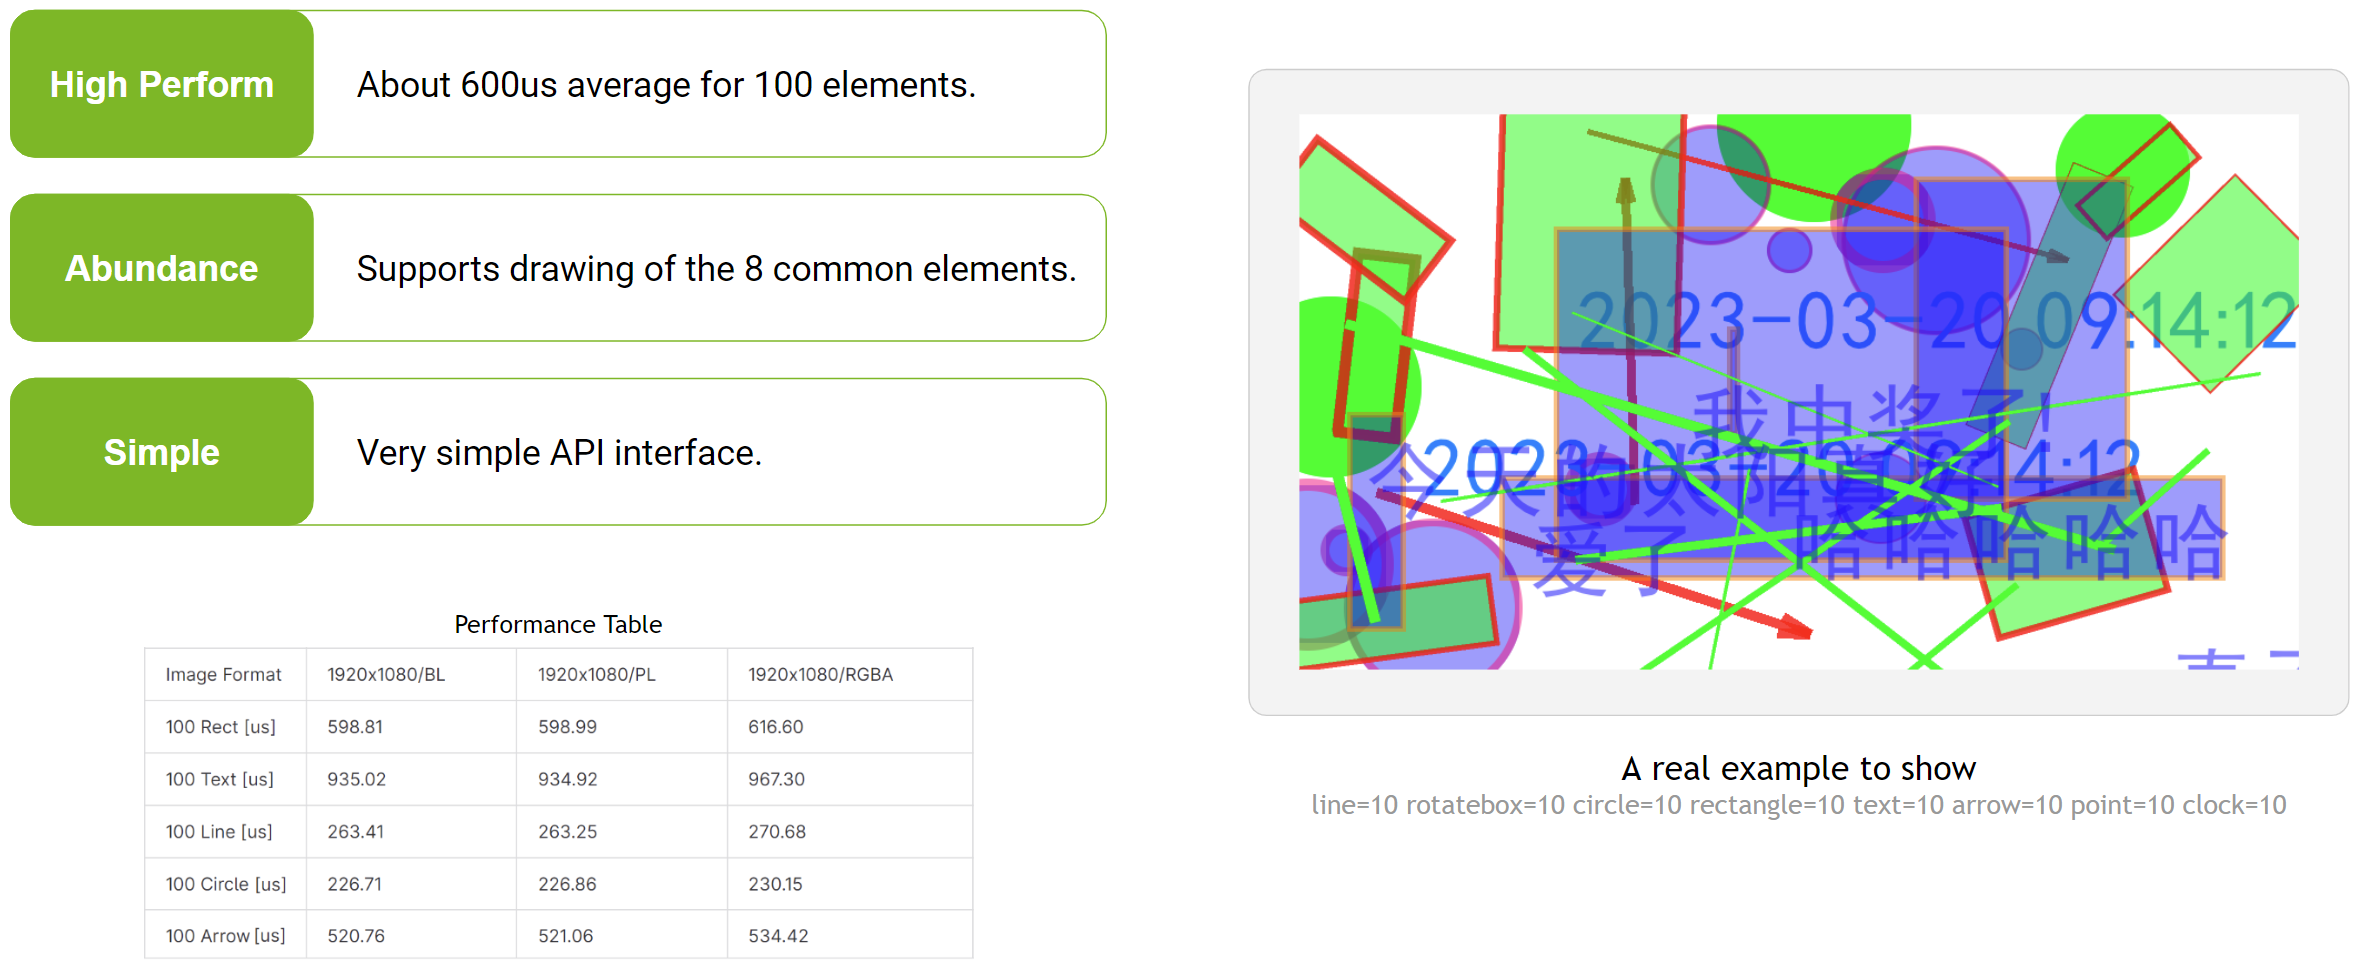 High Perform
About 600us average for 100 elements.
Abundance
Supports drawing of the 8 common elements.
Simple
Very simple API interface.
Performance Table
Image Format 1920x1080/BL 1920x1080/PL 1920x1080/RGBA
100 Rect [us] 598.81 598.99 616.60
100 Text [us] 935.02 934.92 967.30
100 Line [us] 263.41 263.25 270.68
100 Circle [us] 226.71 226.86 230.15
100 Arrow [us] 520.76 521.06 534.42
2023-03-20 09:14:12
我中奖了!
2023-03-20 09:14:12
今天的太阳真好
爱了
哈哈哈哈哈
A real example to show
line=10 rotatebox=10 circle=10 rectangle=10 text=10 arrow=10 point=10 clock=10